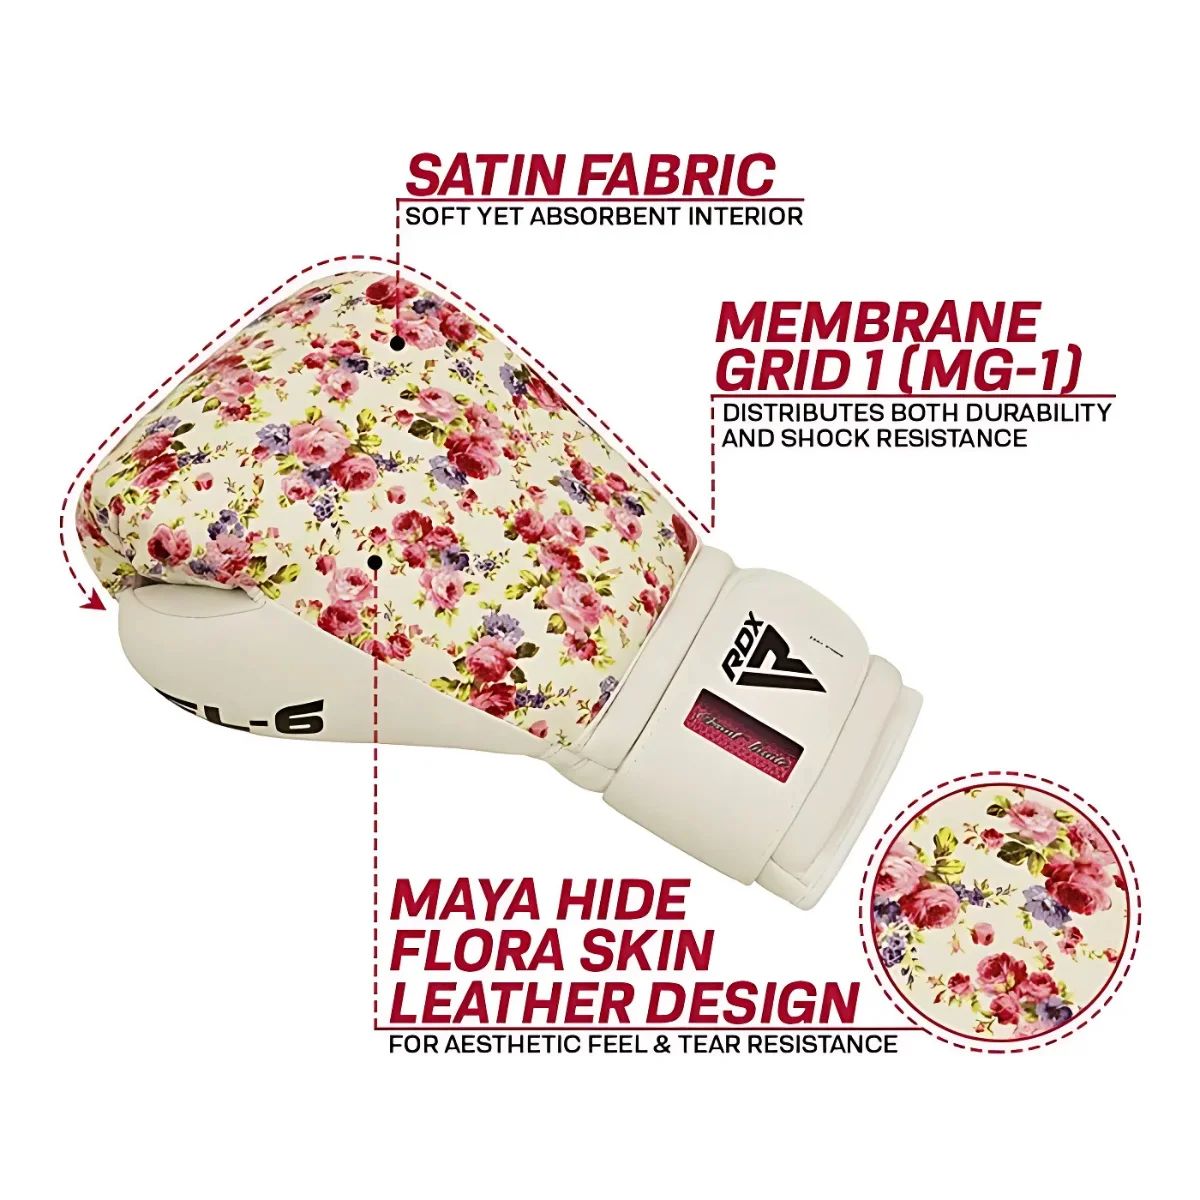 SATIN FABRIC
SOFT YET ABSORBENT INTERIOR
MEMBRANE
GRID 1 (MG-1)
DISTRIBUTES BOTH DURABILITY
AND SHOCK RESISTANCE
RDX
FL-6
MAYA HIDE
FLORA SKIN
LEATHER DESIGN
FOR AESTHETIC FEEL & TEAR RESISTANCE